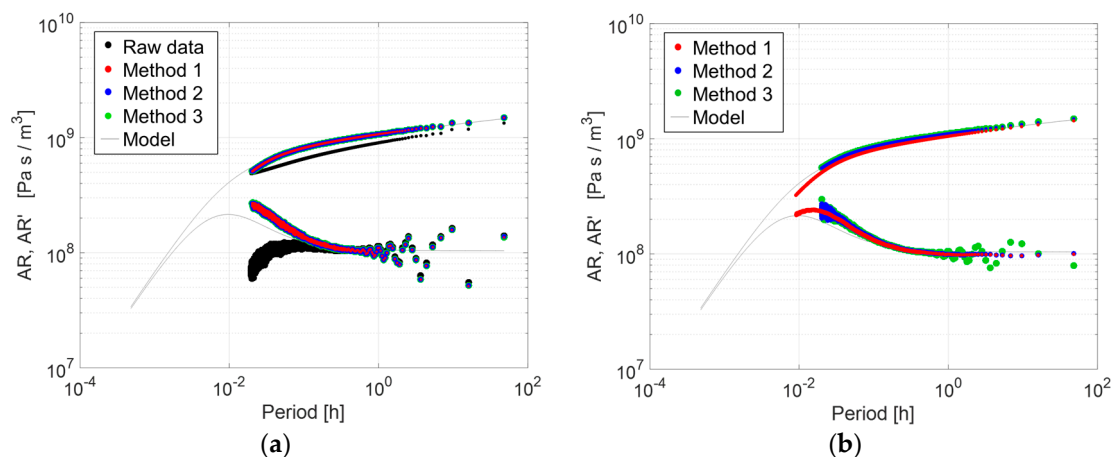 10^10
Raw data
Method 1
Method 2
Method 3
Model
10^9
10^8
10^7
AR, AR' [Pa s / m^3]
10^-4
10^-2
10^0
10^2
Period [h]
(a)
10^10
Method 1
Method 2
Method 3
Model
10^9
10^8
10^7
AR, AR' [Pa s / m^3]
10^-4
10^-2
10^0
10^2
Period [h]
(b)